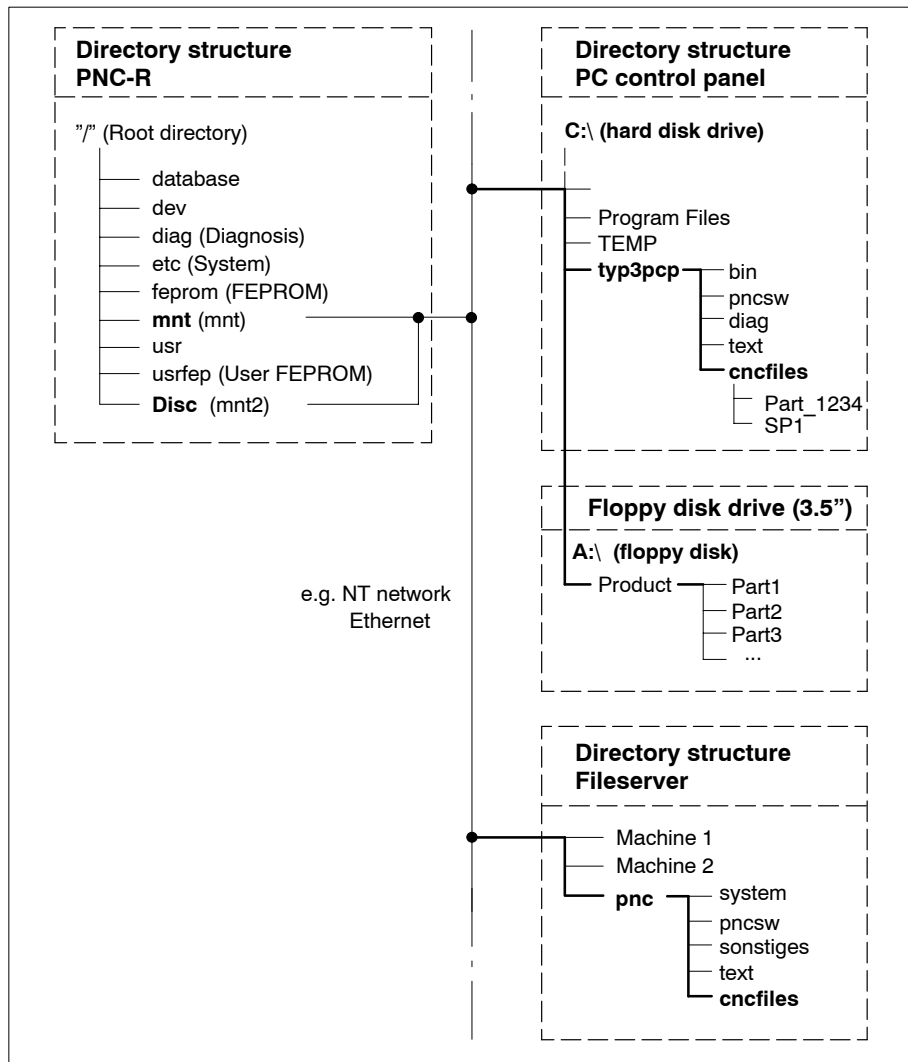 Directory structure
PNC-R
”/” (Root directory)
database
dev
diag (Diagnosis)
etc (System)
feprom (FEPROM)
mnt (mnt)
usr
usrfep (User FEPROM)
Disc (mnt2)
e.g. NT network
Ethernet
Directory structure
PC control panel
C:\ (hard disk drive)
Program Files
TEMP
typ3pcp
bin
pncsw
diag
text
cncfiles
Part_1234
SP1
Floppy disk drive (3.5”)
A:\ (floppy disk)
Product
Part1
Part2
Part3
...
Directory structure
Fileserver
Machine 1
Machine 2
pnc
system
pncsw
sonstiges
text
cncfiles